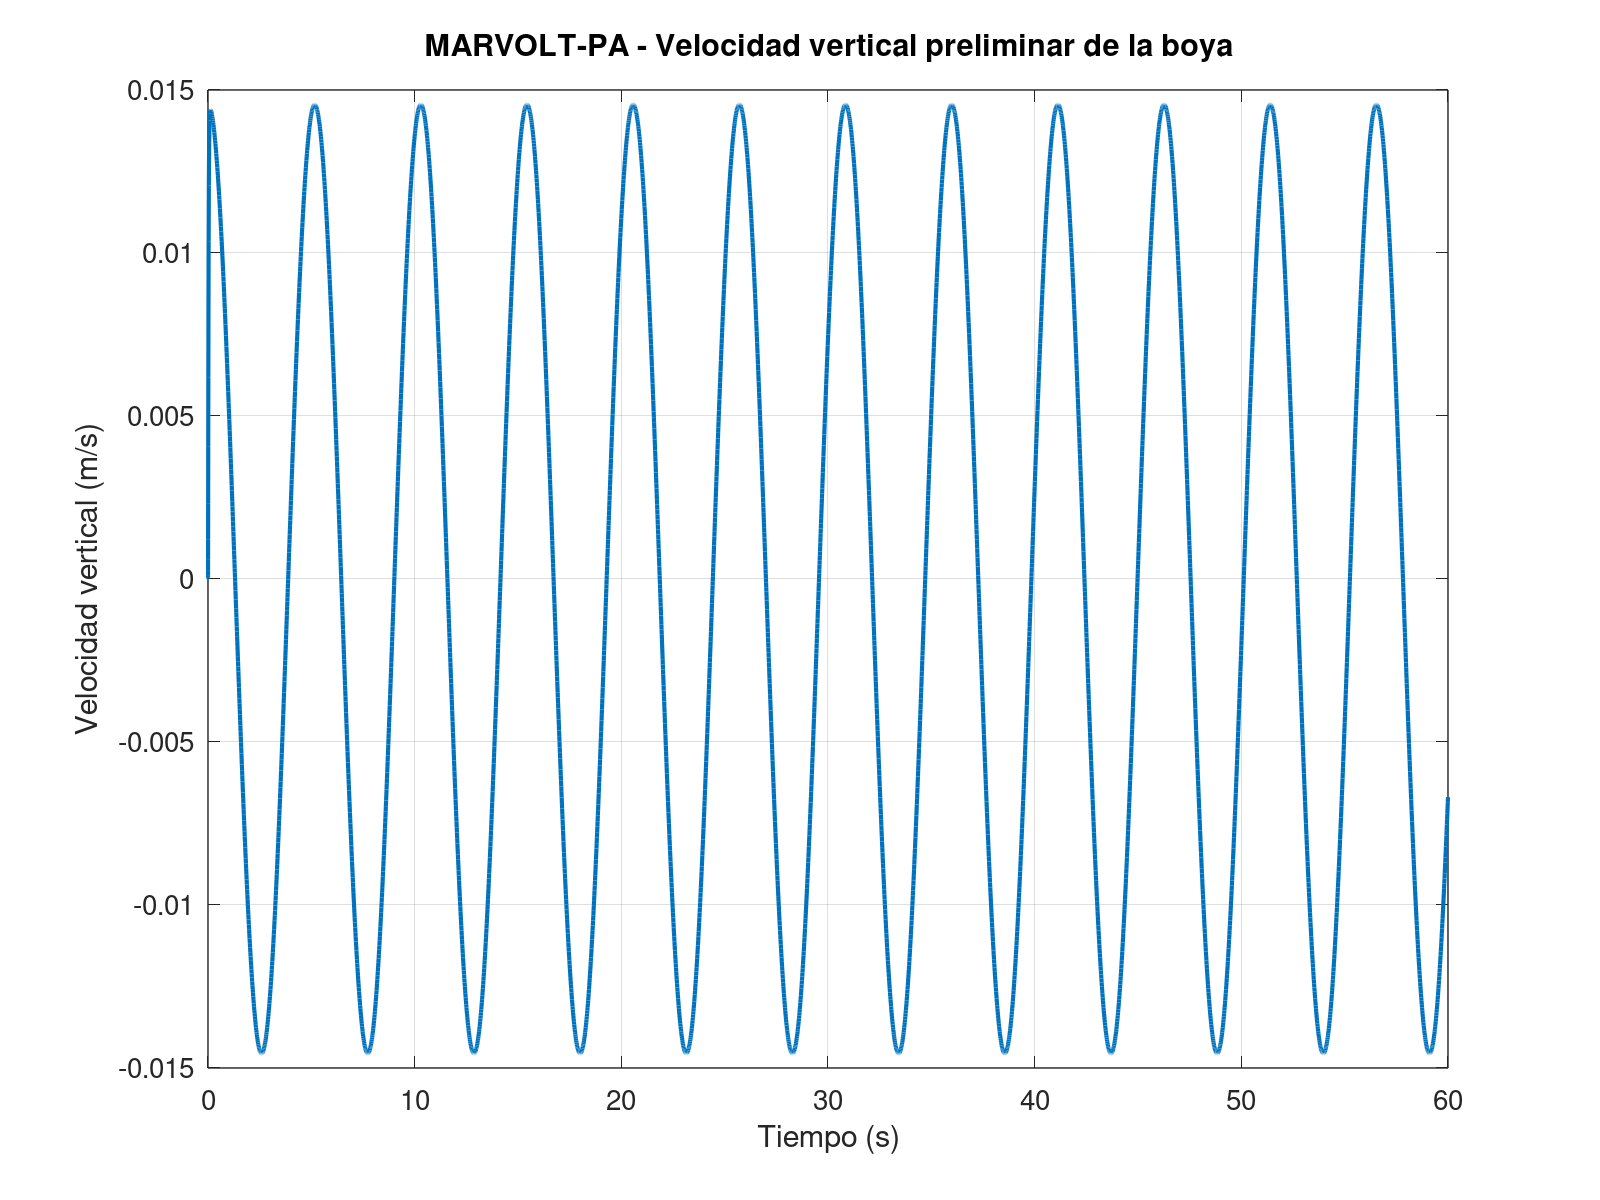 MARVOLT-PA - Velocidad vertical preliminar de la boya
0.015
0.01
0.005
0
-0.005
-0.01
-0.015
Velocidad vertical (m/s)
0 10 20 30 40 50 60
Tiempo (s)